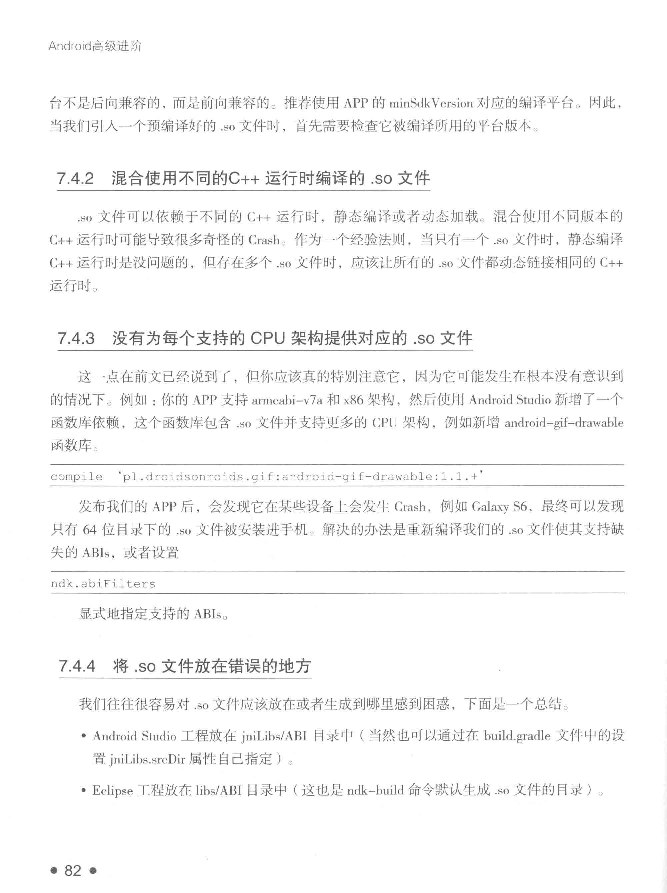 Android高级进阶
台不是后向兼容的，而是前向兼容的。推荐使用 APP 的 minSdkVersion 对应的编译平台。因此，
当我们引入一个预编译好的 .so 文件时，首先需要检查它被编译所用的平台版本。
7.4.2 混合使用不同的C++ 运行时编译的 .so 文件
.so 文件可以依赖于不同的 C++ 运行时，静态编译或者动态加载。混合使用不同版本的
C++ 运行时可能导致很多奇怪的 Crash。作为一个经验法则，当只有一个 .so 文件时，静态编译
C++ 运行时是没问题的，但存在多个 .so 文件时，应该让所有的 .so 文件都动态链接相同的 C++
运行时。
7.4.3 没有为每个支持的 CPU 架构提供对应的 .so 文件
这一点在前文已经说到了，但你应该真的特别注意它，因为它可能发生在根本没有意识到
的情况下。例如：你的 APP 支持 armeabi-v7a 和 x86 架构，然后使用 Android Studio 新增了一个
函数库依赖，这个函数库包含 .so 文件并支持更多的 CPU 架构，例如新增 android-gif-drawable
函数库。
compile 'pl.droidsonroids.gif:android-gif-drawable:1.1.+'
发布我们的 APP 后，会发现它在某些设备上会发生 Crash，例如 Galaxy S6，最终可以发现
只有 64 位目录下的 .so 文件被安装进手机。解决的办法是重新编译我们的 .so 文件使其支持缺
失的 ABIs，或者设置
ndk.abiFilters
显式地指定支持的 ABIs。
7.4.4 将 .so 文件放在错误的地方
我们往往很容易对 .so 文件应该放在或者生成到哪里感到困惑，下面是一个总结。
• Android Studio 工程放在 jniLibs/ABI 目录中（当然也可以通过在 build.gradle 文件中的设
置 jniLibs.srcDir 属性自己指定）。
• Eclipse 工程放在 libs/ABI 目录中（这也是 ndk-build 命令默认生成 .so 文件的目录）。
• 82 •